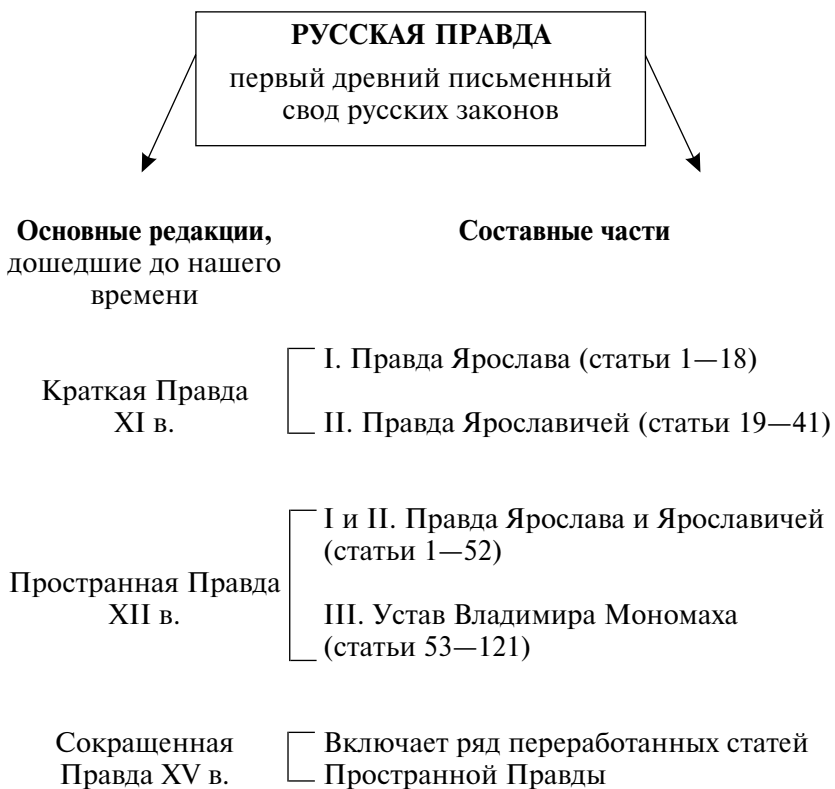 РУССКАЯ ПРАВДА
первый древний письменный
свод русских законов
Основные редакции,
дошедшие до нашего
времени
Составные части
Краткая Правда
XI в.
I. Правда Ярослава (статьи 1—18)
II. Правда Ярославичей (статьи 19—41)
Пространная Правда
XII в.
I и II. Правда Ярослава и Ярославичей
(статьи 1—52)
III. Устав Владимира Мономаха
(статьи 53—121)
Сокращенная
Правда XV в.
Включает ряд переработанных статей
Пространной Правды